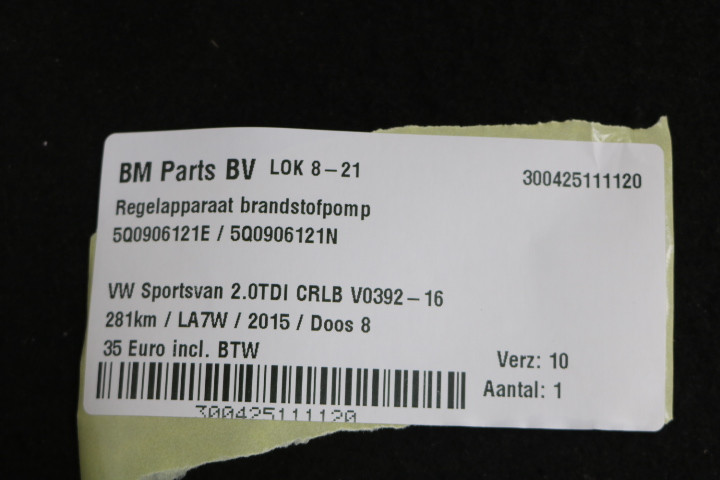 BM Parts BV LOK 8-21
300425111120
Regelapparaat brandstofpomp
5Q0906121E / 5Q0906121N
VW Sportsvan 2.0TDI CRLB V0392-16
281km / LA7W / 2015 / Doos 8
35 Euro incl. BTW
Verz: 10
Aantal: 1
300425111120